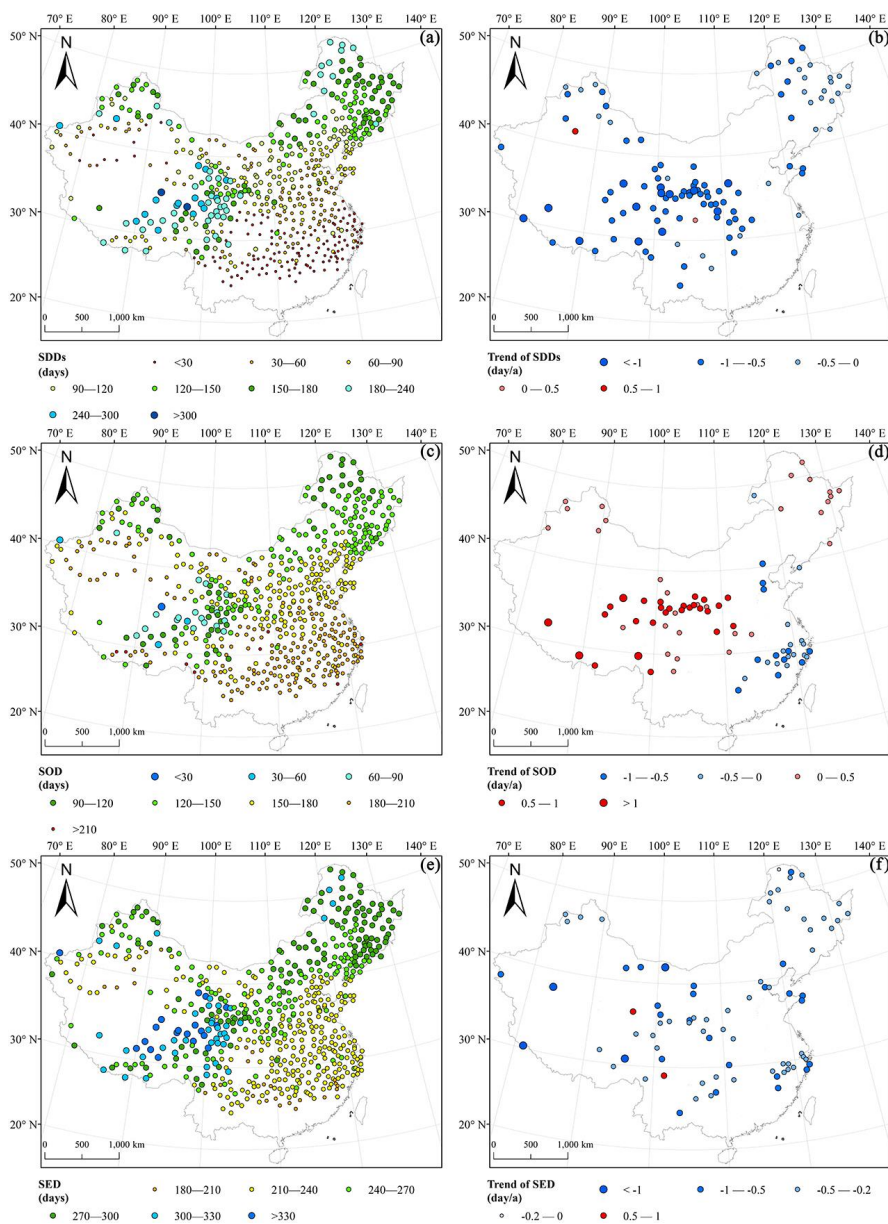 70° E 80° E 90° E 100° E 110° E 120° E 130° E 140° E 70° E 80° E 90° E 100° E 110° E 120° E 130° E 140° E
50° N N (a) 50° N N (b)
40° N 40° N
30° N 30° N
20° N 20° N
0 500 1,000 km 0 500 1,000 km
SDDs (days) <30 30—60 60—90
90—120 120—150 150—180 180—240
240—300 >300
Trend of SDDs (day/a) < -1 -1 — -0.5 -0.5 — 0
0 — 0.5 0.5 — 1
70° E 80° E 90° E 100° E 110° E 120° E 130° E 140° E 70° E 80° E 90° E 100° E 110° E 120° E 130° E 140° E
50° N N (c) 50° N N (d)
40° N 40° N
30° N 30° N
20° N 20° N
0 500 1,000 km 0 500 1,000 km
SOD (days) <30 30—60 60—90
90—120 120—150 150—180 180—210
>210
Trend of SOD (day/a) -1 — -0.5 -0.5 — 0 0 — 0.5
0.5 — 1 > 1
70° E 80° E 90° E 100° E 110° E 120° E 130° E 140° E 70° E 80° E 90° E 100° E 110° E 120° E 130° E 140° E
50° N N (e) 50° N N (f)
40° N 40° N
30° N 30° N
20° N 20° N
0 500 1,000 km 0 500 1,000 km
SED (days) 180—210 210—240 240—270
270—300 300—330 >330
Trend of SED (day/a) < -1 -1 — -0.5 -0.5 — -0.2
-0.2 — 0 0.5 — 1